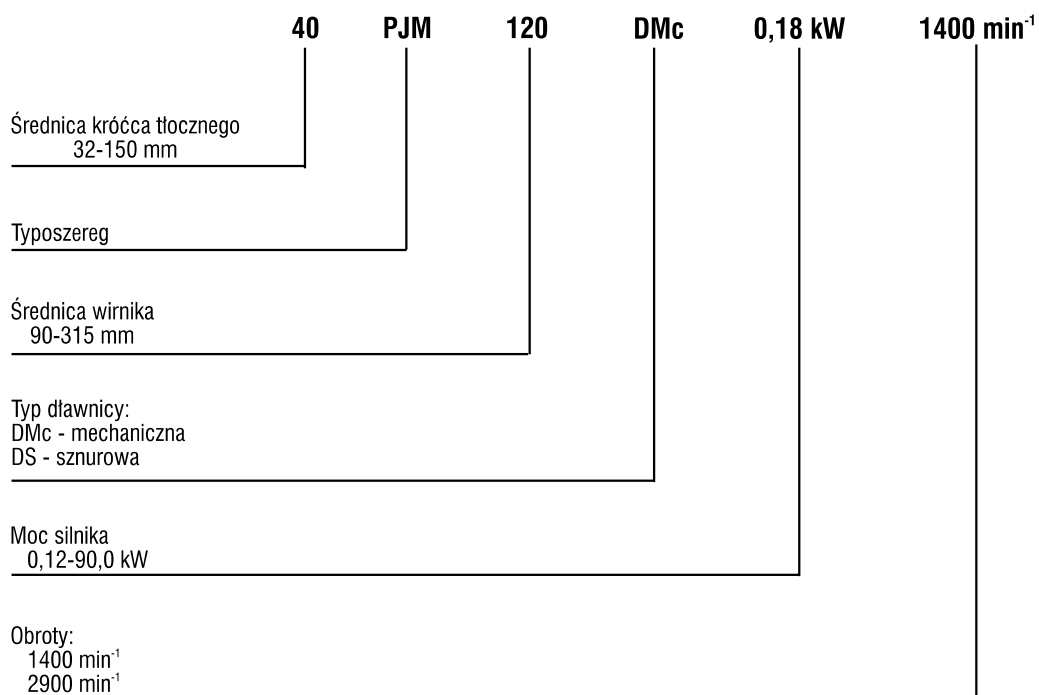 40 PJM 120 DMc 0,18 kW 1400 min⁻¹
Średnica króćca tłocznego
32-150 mm
Typoszereg
Średnica wirnika
90-315 mm
Typ dławnicy:
DMc - mechaniczna
DS - sznurowa
Moc silnika
0,12-90,0 kW
Obroty:
1400 min⁻¹
2900 min⁻¹